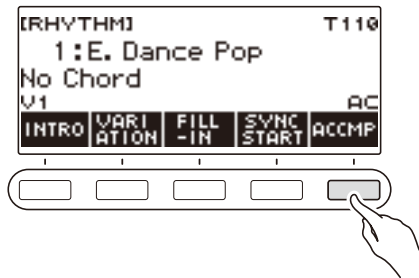 [RHYTHM] T110
1:E. Dance Pop
No Chord
V1 AC
INTRO VARI FILL SYNC ACCMP
ATION -IN START